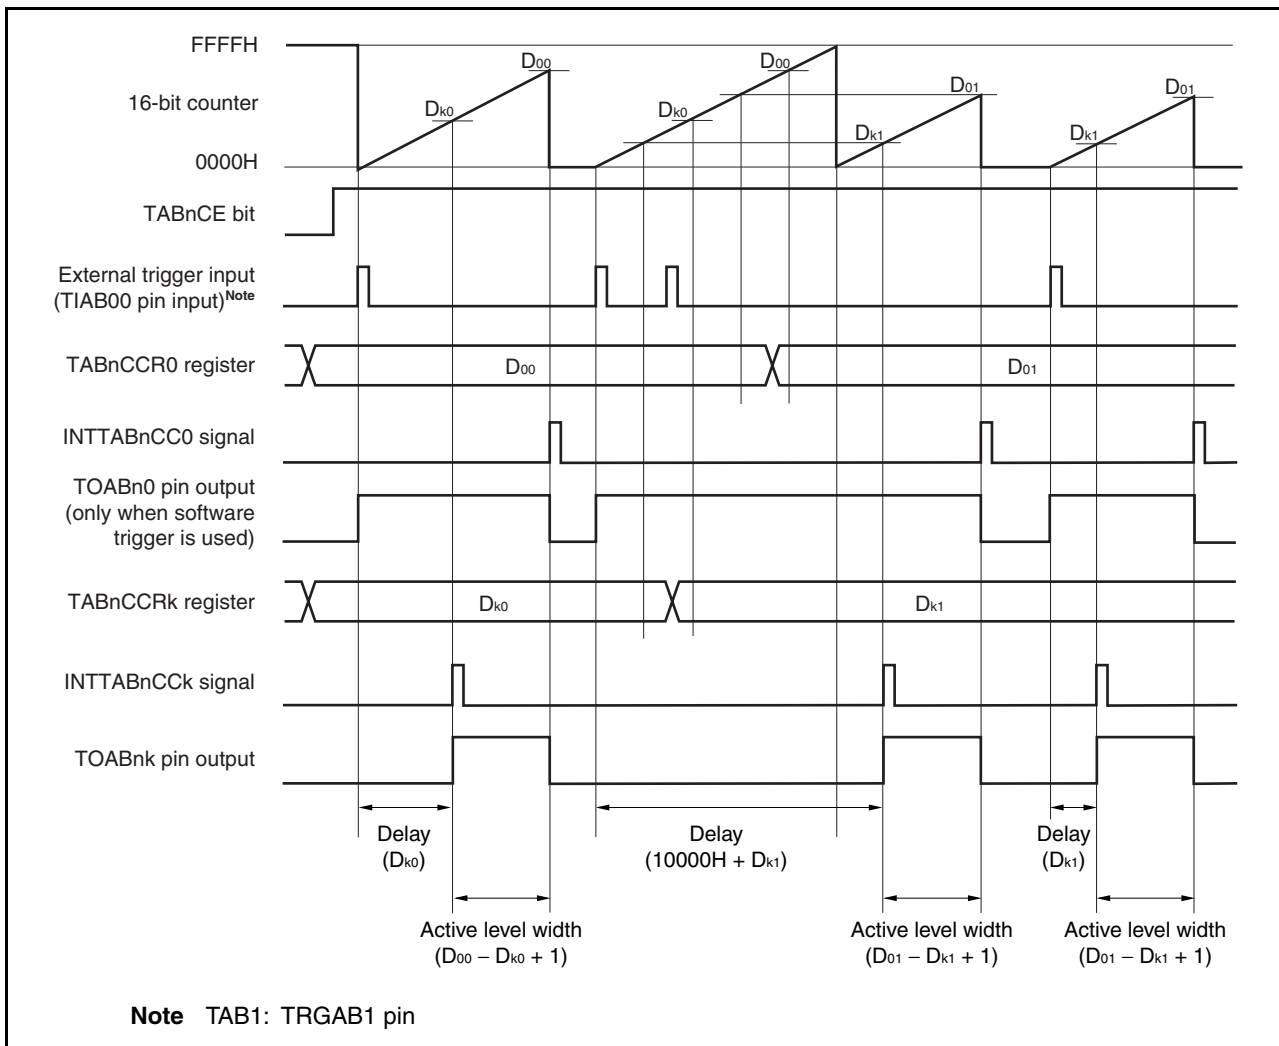 FFFFH
D00
D00
16-bit counter
Dk0
Dk0
D01
D01
Dk1
Dk1
0000H
TABnCE bit
External trigger input
(TIAB00 pin input)Note
TABnCCR0 register
D00
D01
INTTABnCC0 signal
TOABn0 pin output
(only when software
trigger is used)
TABnCCRk register
Dk0
Dk1
INTTABnCCk signal
TOABnk pin output
Delay
(Dk0)
Delay
(10000H + Dk1)
Delay
(Dk1)
Active level width
(D00 − Dk0 + 1)
Active level width
(D01 − Dk1 + 1)
Active level width
(D01 − Dk1 + 1)
Note TAB1: TRGAB1 pin